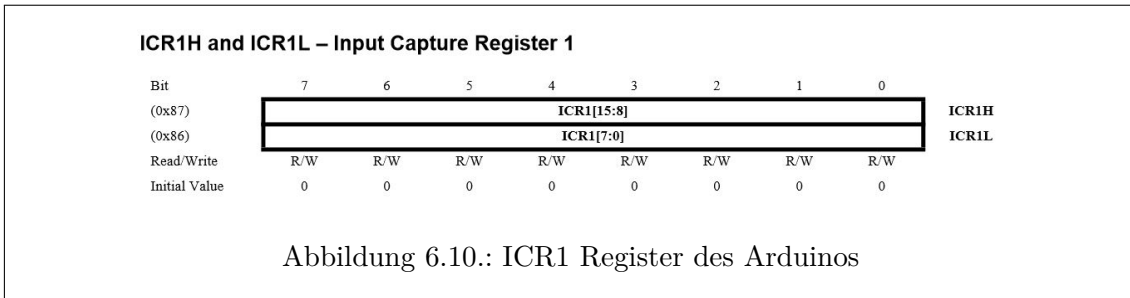 ICR1H and ICR1L – Input Capture Register 1
Bit 7 6 5 4 3 2 1 0
(0x87) ICR1[15:8] ICR1H
(0x86) ICR1[7:0] ICR1L
Read/Write R/W R/W R/W R/W R/W R/W R/W R/W
Initial Value 0 0 0 0 0 0 0 0
Abbildung 6.10.: ICR1 Register des Arduinos